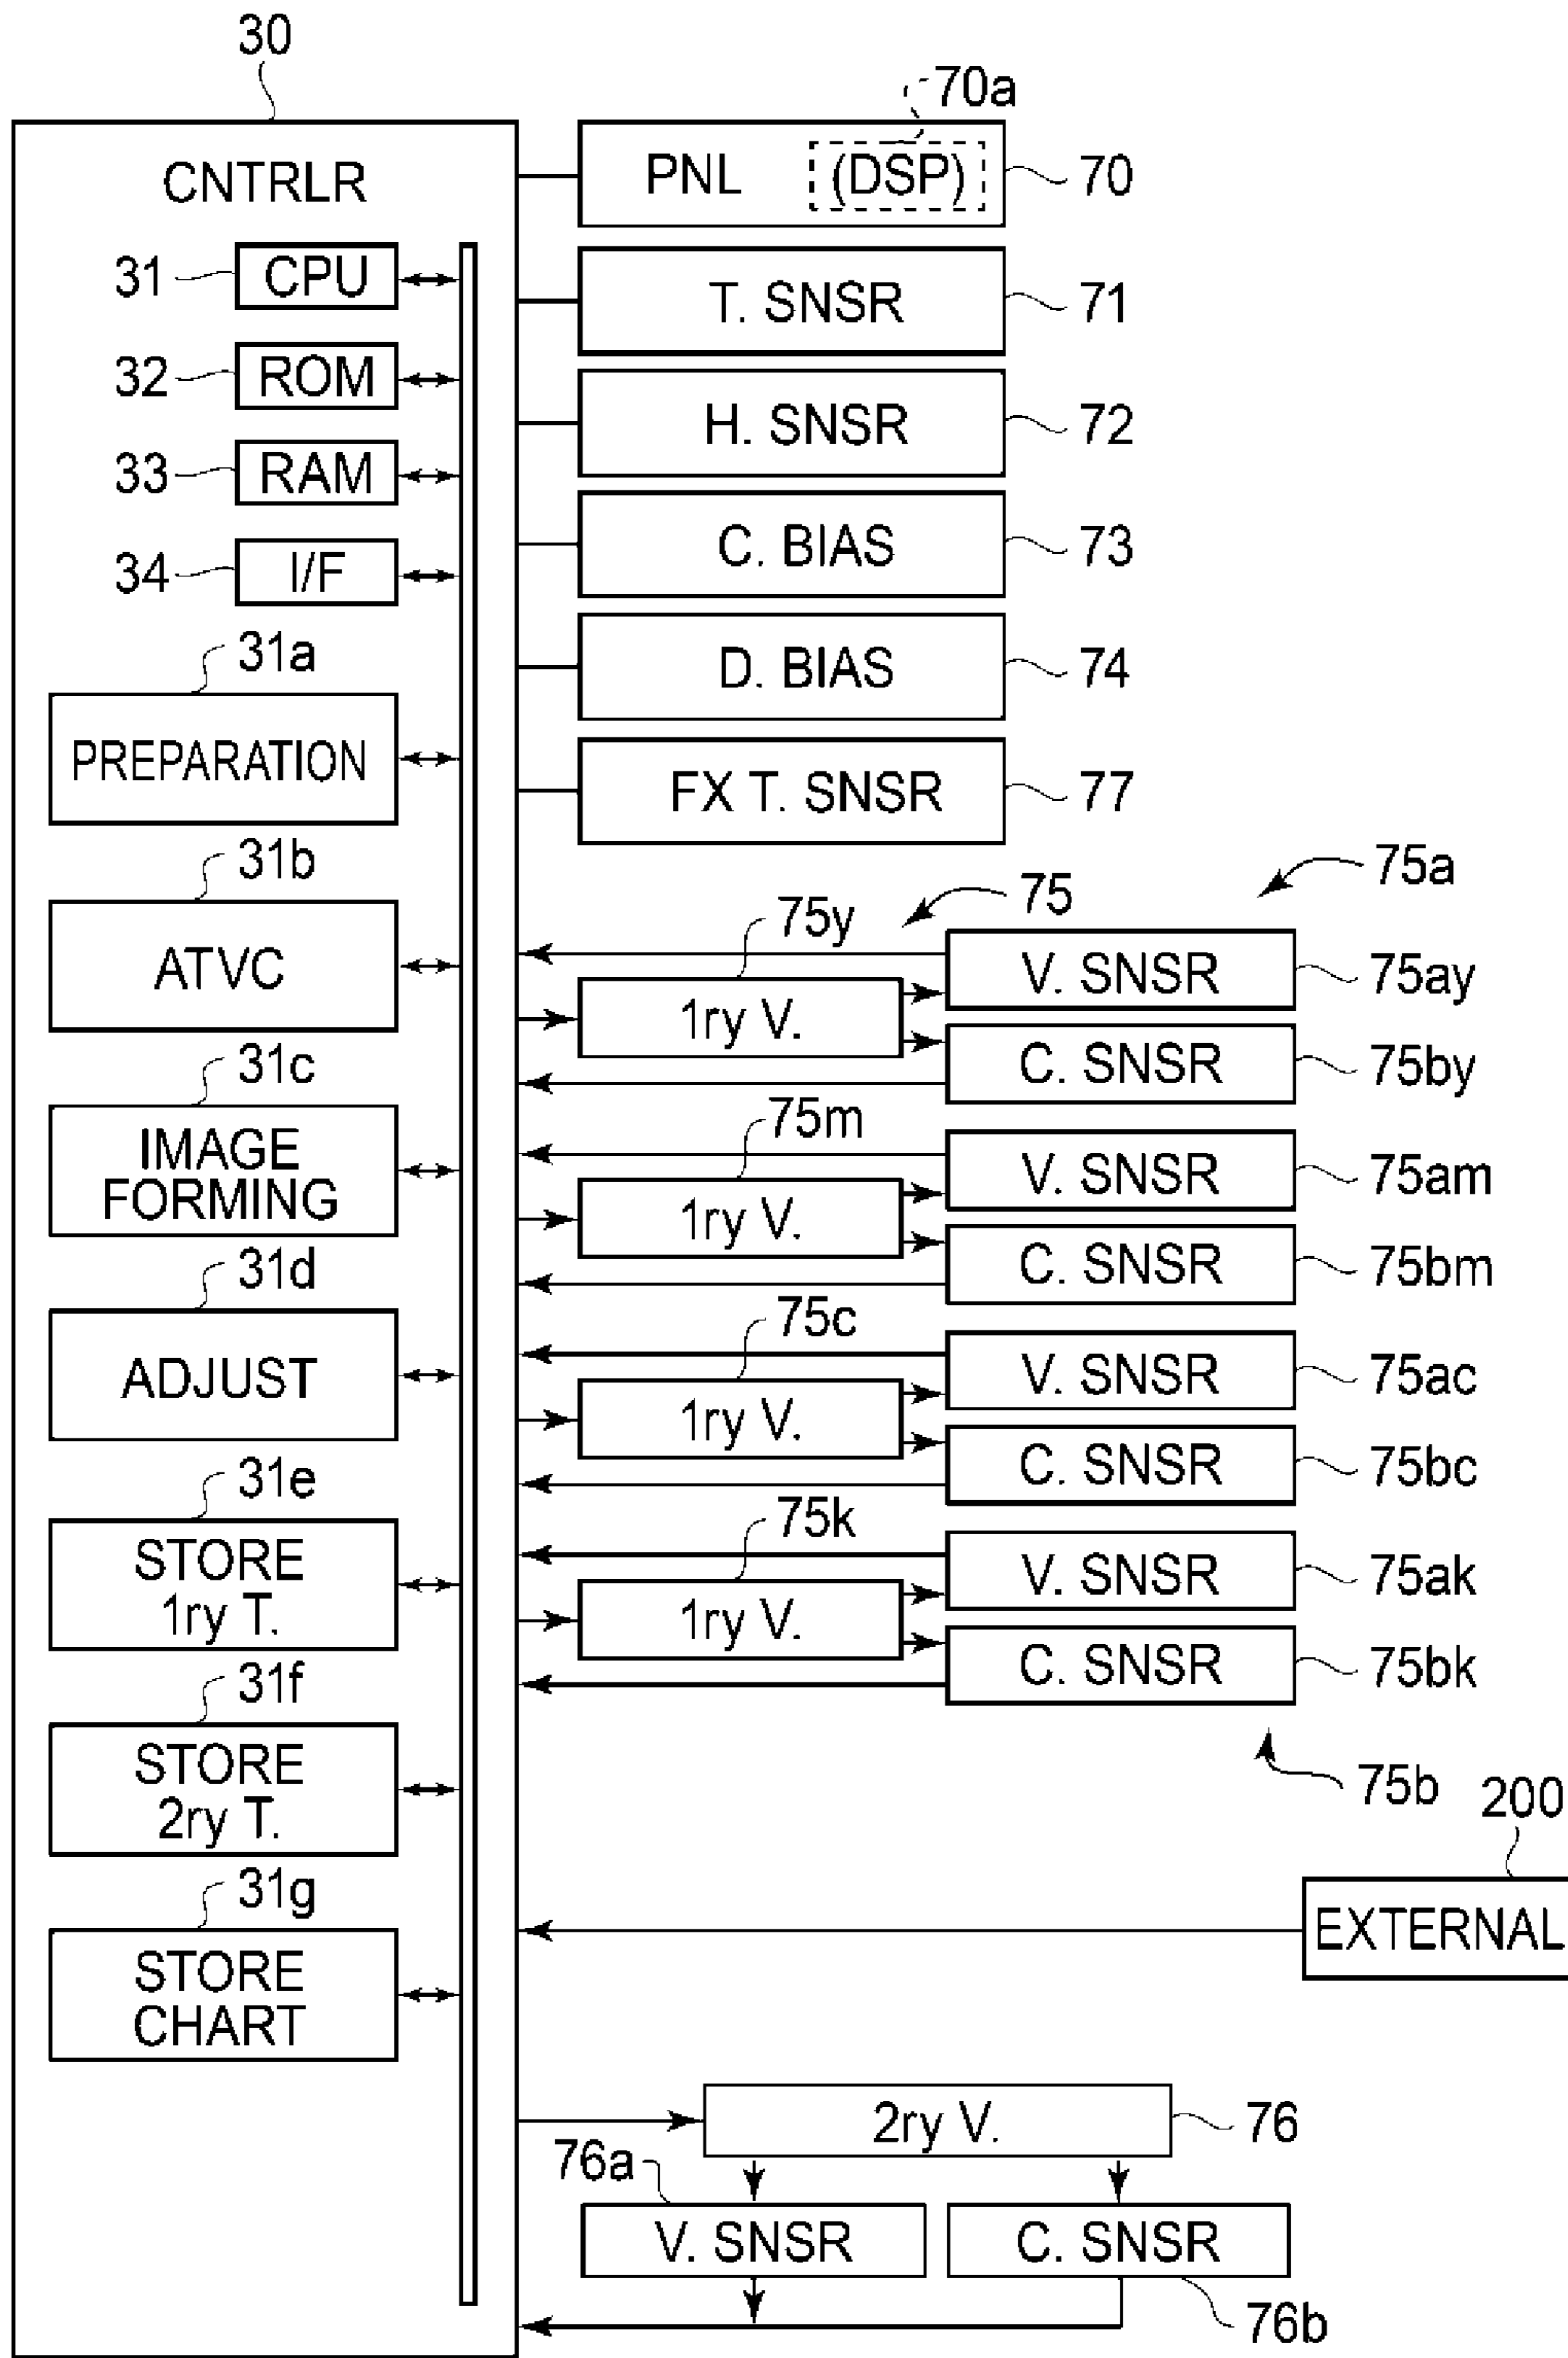 30
CNTRLR
31 CPU
32 ROM
33 RAM
34 I/F
31a
PREPARATION
31b
ATVC
31c
IMAGE
FORMING
31d
ADJUST
31e
STORE
1ry T.
31f
STORE
2ry T.
31g
STORE
CHART
70a
PNL (DSP) 70
T. SNSR 71
H. SNSR 72
C. BIAS 73
D. BIAS 74
FX T. SNSR 77
75 75a
75y
1ry V.
V. SNSR 75ay
C. SNSR 75by
75m
1ry V.
V. SNSR 75am
C. SNSR 75bm
75c
1ry V.
V. SNSR 75ac
C. SNSR 75bc
75k
1ry V.
V. SNSR 75ak
C. SNSR 75bk
75b
200
EXTERNAL
2ry V. 76
76a
V. SNSR
C. SNSR
76b